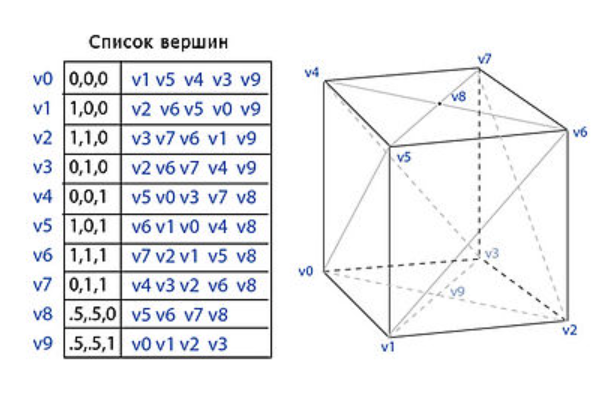 Список вершин
v0 0,0,0 v1 v5 v4 v3 v9
v1 1,0,0 v2 v6 v5 v0 v9
v2 1,1,0 v3 v7 v6 v1 v9
v3 0,1,0 v2 v6 v7 v4 v9
v4 0,0,1 v5 v0 v3 v7 v8
v5 1,0,1 v6 v1 v0 v4 v8
v6 1,1,1 v7 v2 v1 v5 v8
v7 0,1,1 v4 v3 v2 v6 v8
v8 .5,.5,0 v5 v6 v7 v8
v9 .5,.5,1 v0 v1 v2 v3
v7
v4
v8
v6
v5
v3
v0
v9
v2
v1